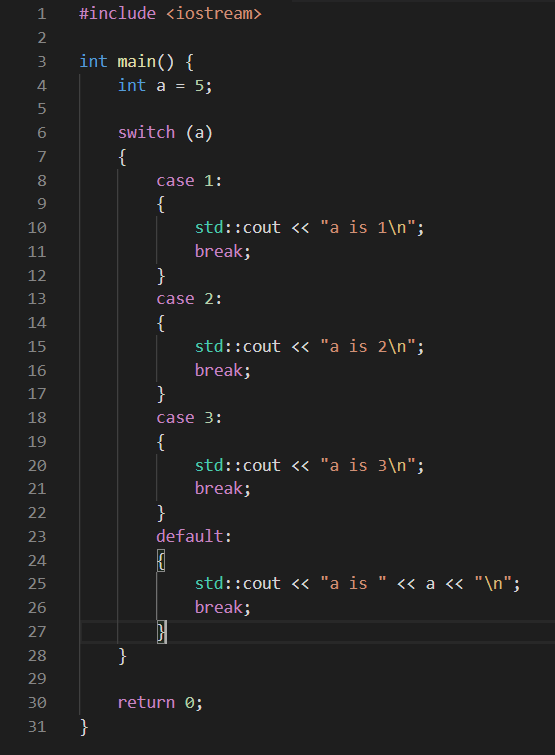 1 #include <iostream>
2
3 int main() {
4     int a = 5;
5
6     switch (a)
7     {
8         case 1:
9         {
10             std::cout << "a is 1\n";
11             break;
12         }
13         case 2:
14         {
15             std::cout << "a is 2\n";
16             break;
17         }
18         case 3:
19         {
20             std::cout << "a is 3\n";
21             break;
22         }
23         default:
24         {
25             std::cout << "a is " << a << "\n";
26             break;
27         }
28     }
29
30     return 0;
31 }